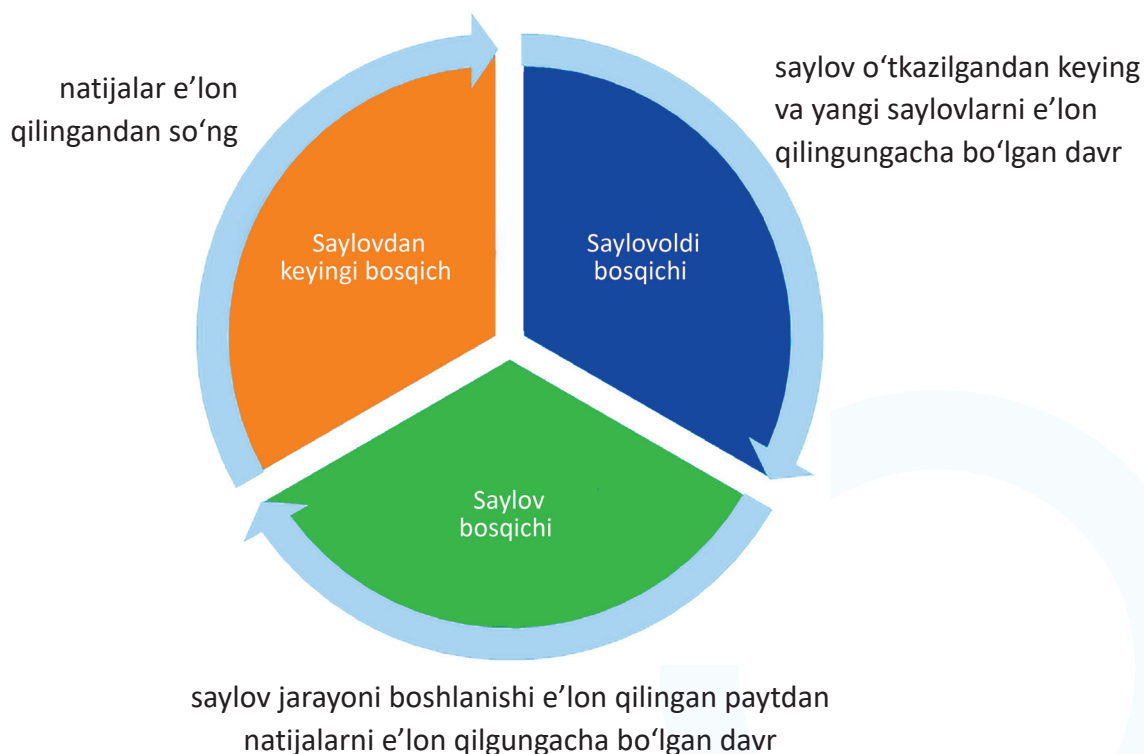 natijalar e’lon
qilingandan so‘ng
saylov o‘tkazilgandan keying
va yangi saylovlarni e’lon
qilingungacha bo‘lgan davr
Saylovdan
keyingi bosqich
Saylovoldi
bosqichi
Saylov
bosqichi
saylov jarayoni boshlanishi e’lon qilingan paytdan
natijalarni e’lon qilgungacha bo‘lgan davr